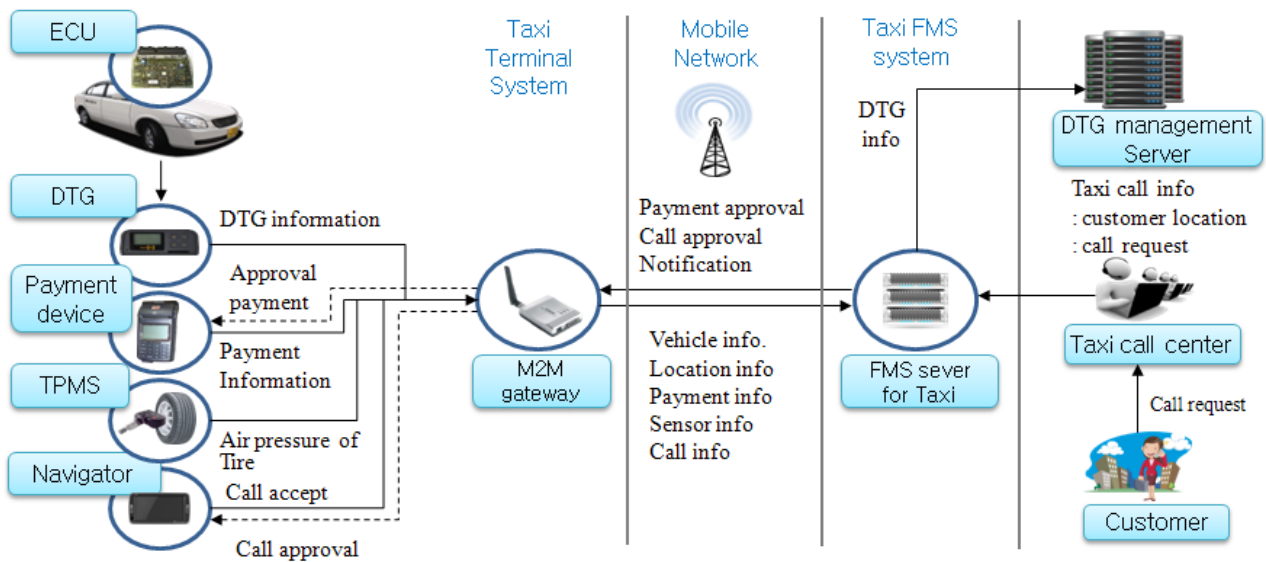 ECU
Taxi
Terminal
System
Mobile
Network
Taxi FMS
system
DTG
info
DTG management
Server
DTG
DTG information
Payment approval
Call approval
Notification
Taxi call info
: customer location
: call request
Payment
device
Approval
payment
Payment
Information
M2M
gateway
Vehicle info.
Location info
Payment info
Sensor info
Call info
FMS sever
for Taxi
Taxi call center
TPMS
Air pressure of
Tire
Call request
Navigator
Call accept
Call approval
Customer